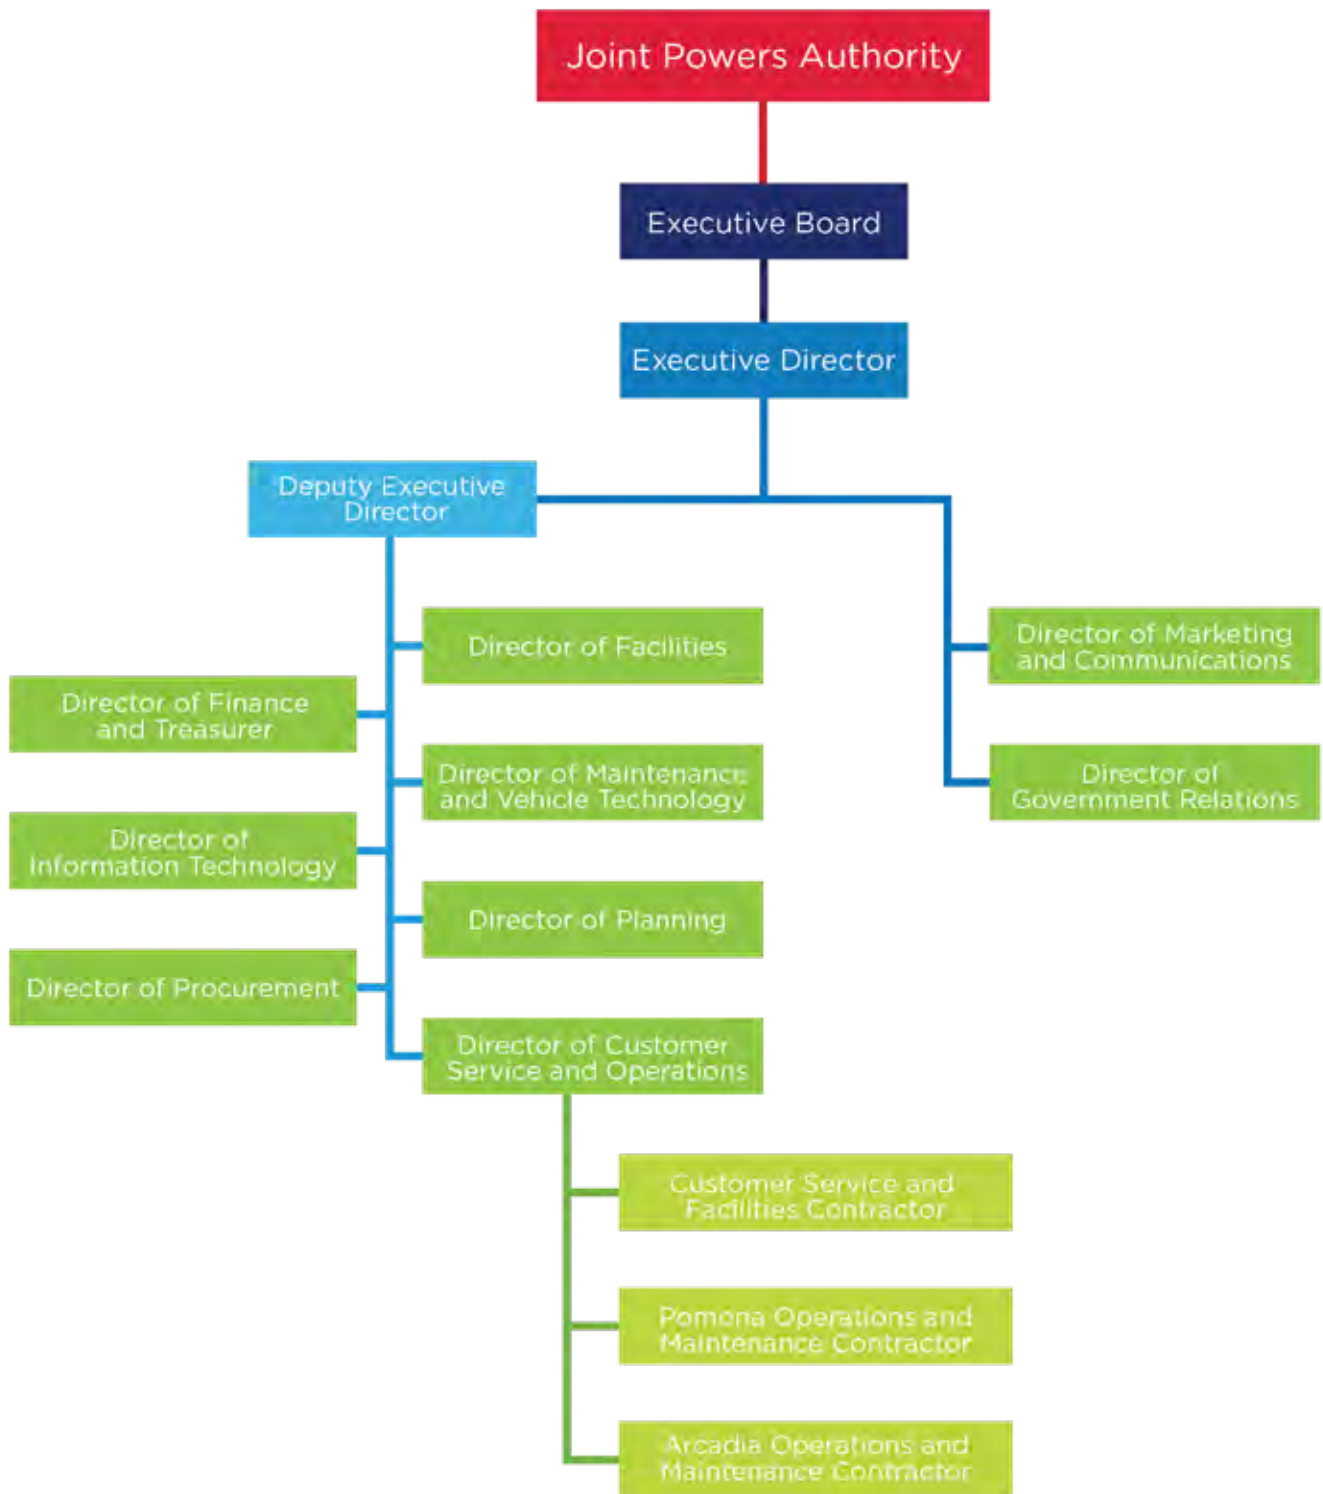 Joint Powers Authority
Executive Board
Executive Director
Deputy Executive
Director
Director of Facilities
Director of Marketing
and Communications
Director of Finance
and Treasurer
Director of Maintenance
and Vehicle Technology
Director of
Government Relations
Director of
Information Technology
Director of Planning
Director of Procurement
Director of Customer
Service and Operations
Customer Service and
Facilities Contractor
Pomona Operations and
Maintenance Contractor
Arcadia Operations and
Maintenance Contractor